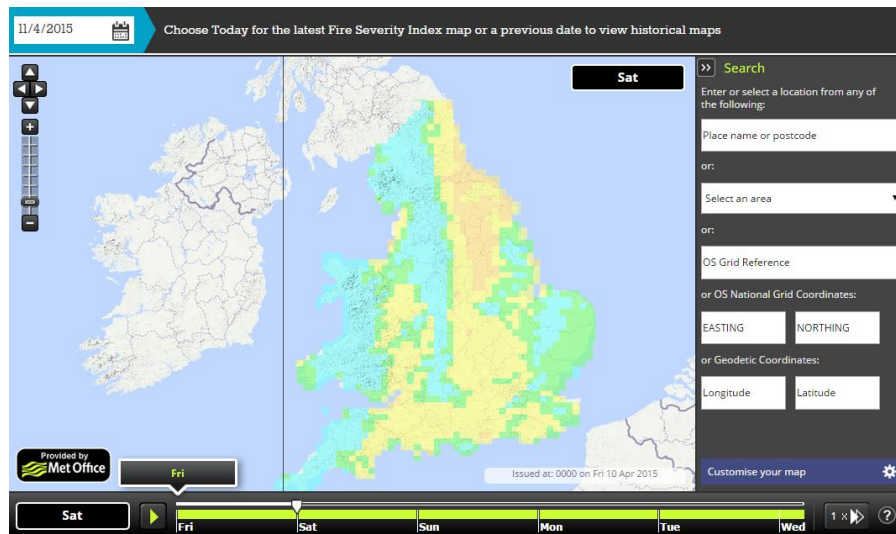 11/4/2015
Choose Today for the latest Fire Severity Index map or a previous date to view historical maps
Sat
Search
Enter or select a location from any of
the following:
Place name or postcode
or:
Select an area
or:
OS Grid Reference
or OS National Grid Coordinates:
EASTING
NORTHING
or Geodetic Coordinates:
Longitude
Latitude
Provided by
Met Office
Fri
Issued at: 0000 on Fri 10 Apr 2015
Customise your map
Sat
Fri
Sat
Sun
Mon
Tue
Wed
1 x
?